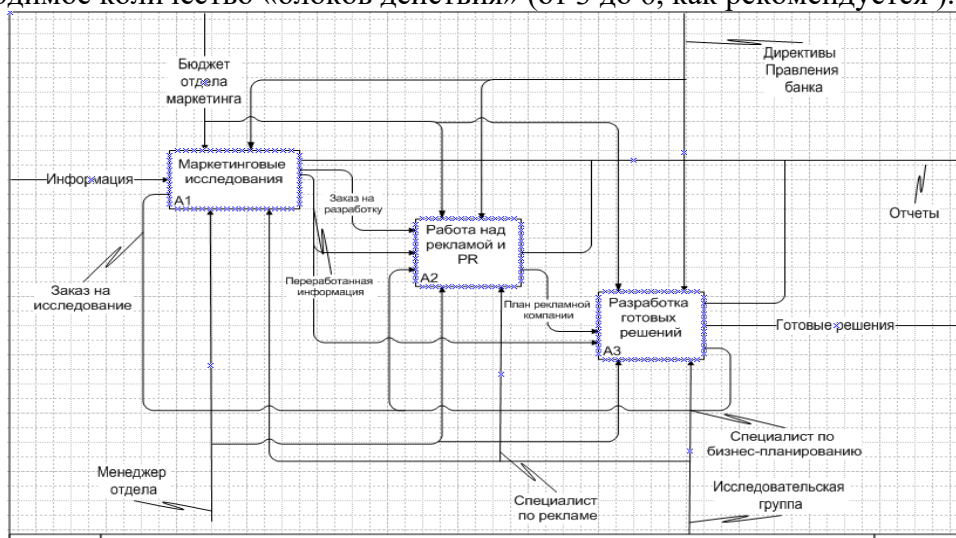 одимое количество «блоков действия» (от 3 до 6, как рекомендуется ).
Бюджет
отдела
маркетинга
Директивы
Правления
банка
Маркетинговые
исследования
A1
Информация
Заказ на
разработку
Отчеты
Работа над
рекламой и
PR
A2
Переработанная
информация
Заказ на
исследование
План рекламной
компании
Разработка
готовых
решений
A3
Готовые решения
Специалист по
бизнес-планированию
Менеджер
отдела
Специалист
по рекламе
Исследовательская
группа